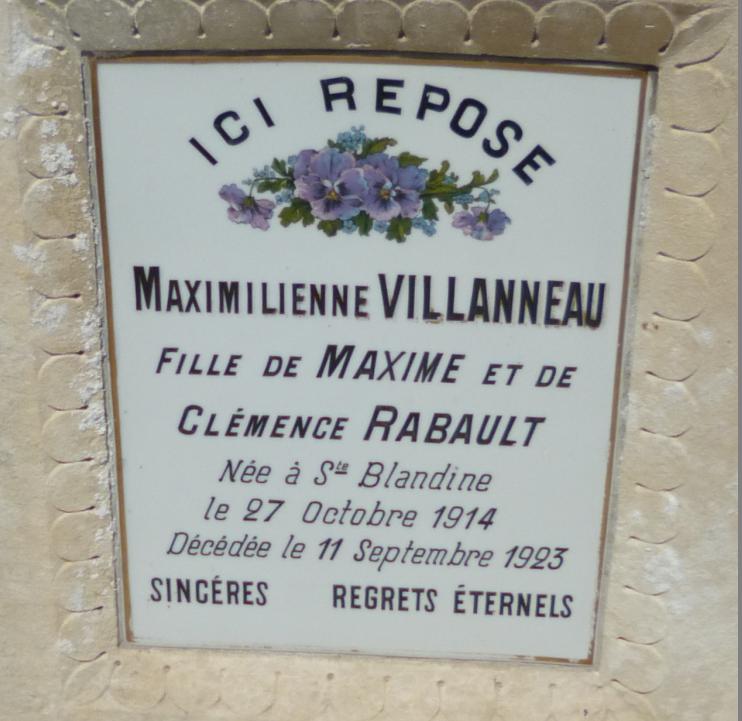 ICI REPOSE
MAXIMILIENNE VILLANNEAU
FILLE DE MAXIME ET DE
CLÉMENCE RABAULT
Née à Ste Blandine
le 27 Octobre 1914
Décédée le 11 Septembre 1923
SINCÉRES REGRETS ÉTERNELS